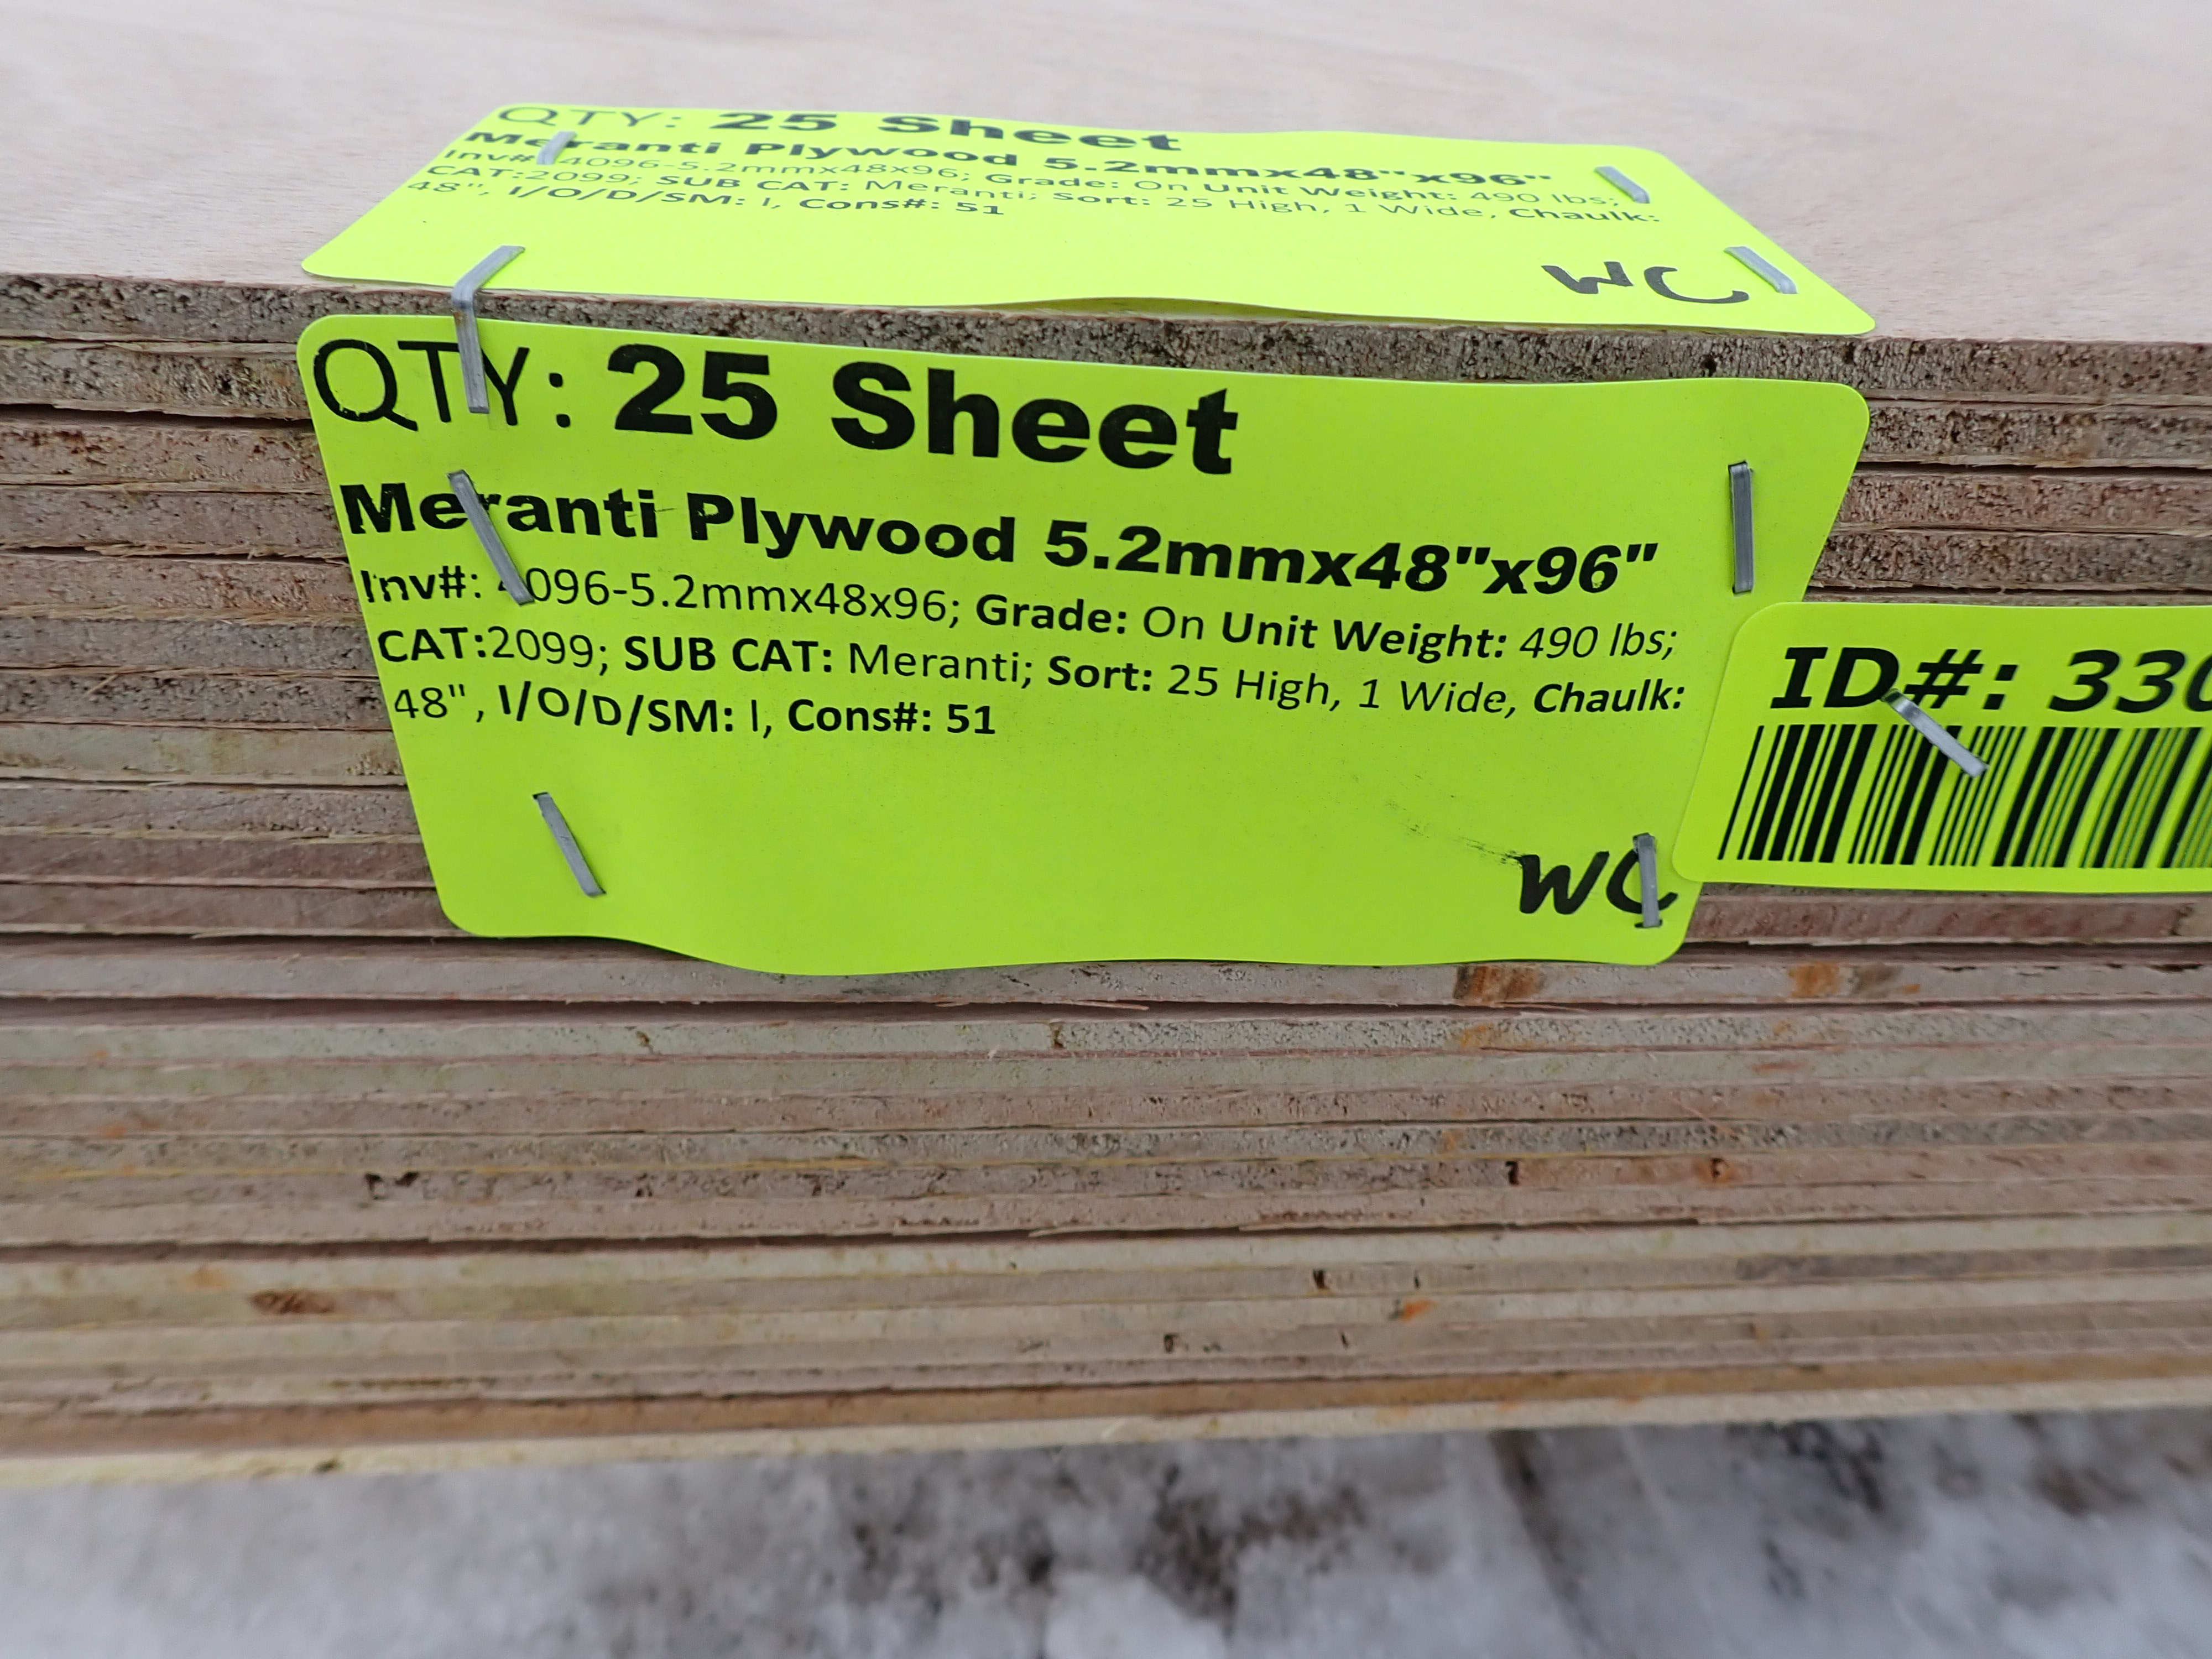 QTY: 25 Sheet
Meranti Plywood 5.2mmx48"x96"
Inv#: 4096-5.2mmx48x96; Grade: On Unit Weight: 490 lbs;
CAT:2099; SUB CAT: Meranti; Sort: 25 High, 1 Wide, Chaulk:
48", I/O/D/SM: I, Cons#: 51
WC
QTY: 25 Sheet
Meranti Plywood 5.2mmx48"x96"
Inv#: 4096-5.2mmx48x96; Grade: On Unit Weight: 490 lbs;
CAT:2099; SUB CAT: Meranti; Sort: 25 High, 1 Wide, Chaulk:
48", I/O/D/SM: I, Cons#: 51
WC
ID#: 330